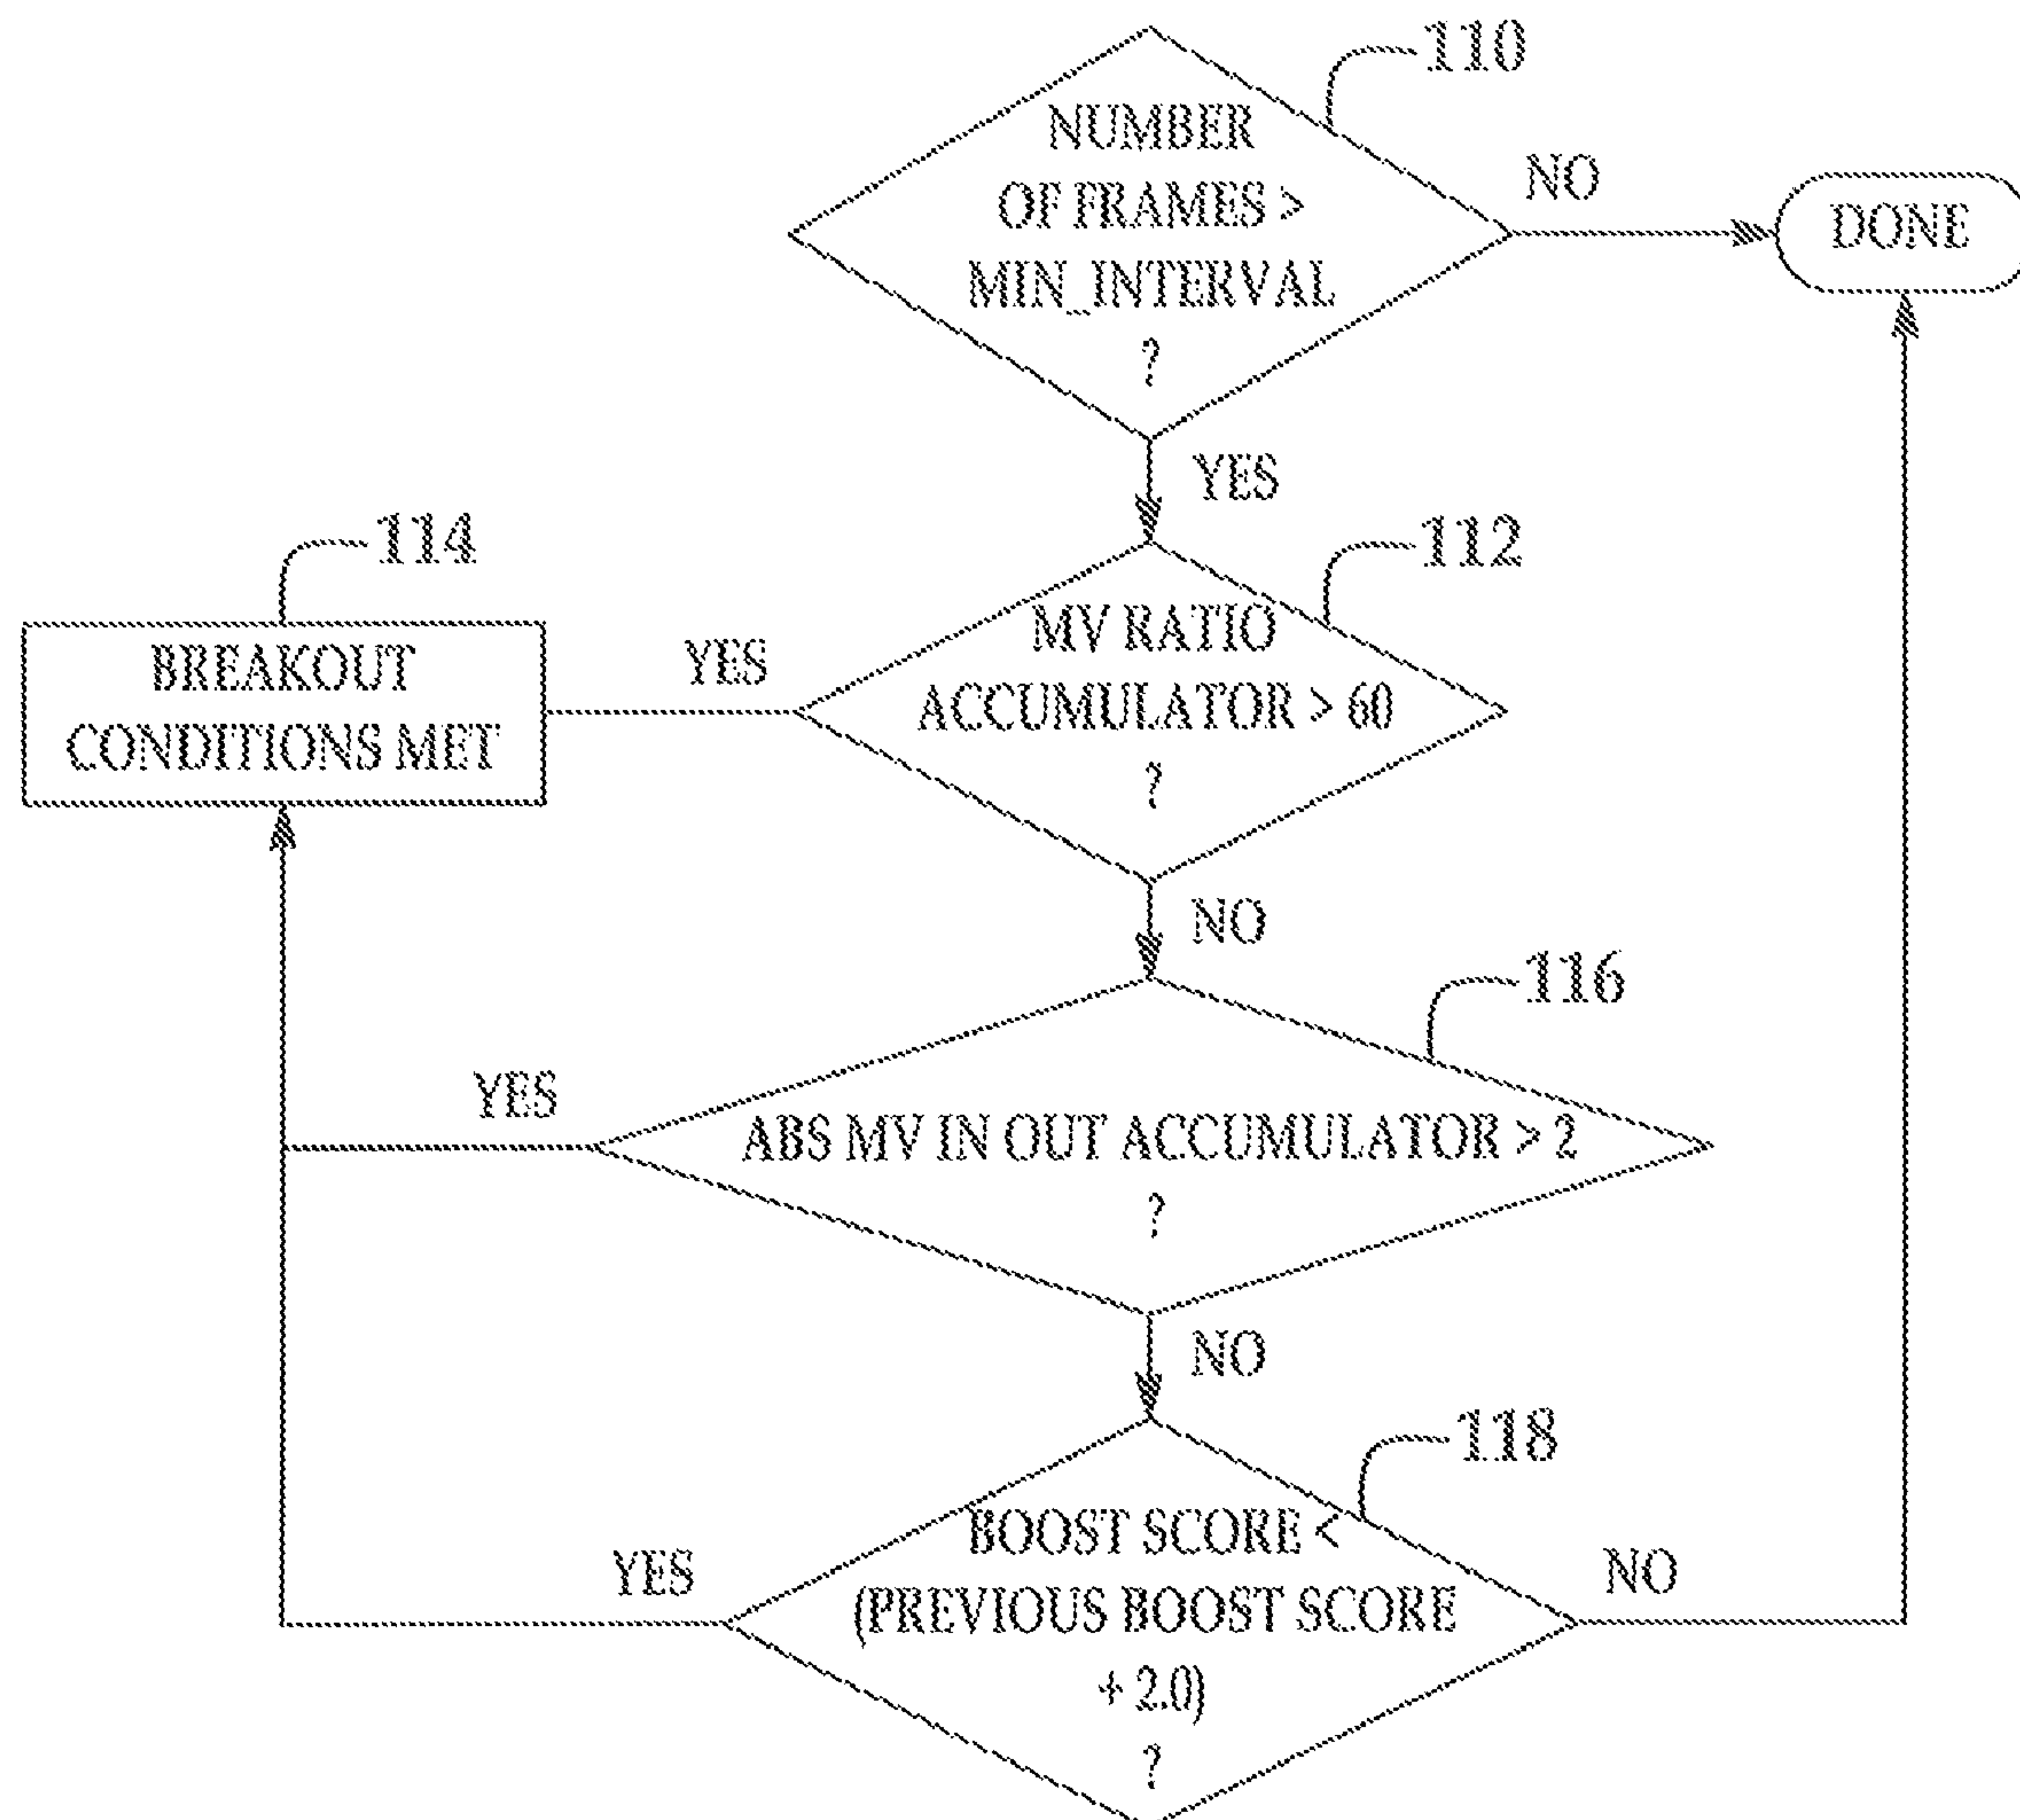 110
NUMBER
OF FRAMES >
MIN_INTERVAL
?
NO
DONE
YES
114
112
BREAKOUT
CONDITIONS MET
YES
MV RATIO
ACCUMULATOR > 60
?
NO
116
YES
ABS MV IN OUT ACCUMULATOR > 2
?
NO
118
YES
BOOST SCORE <
(PREVIOUS BOOST SCORE
+ 2.0)
?
NO